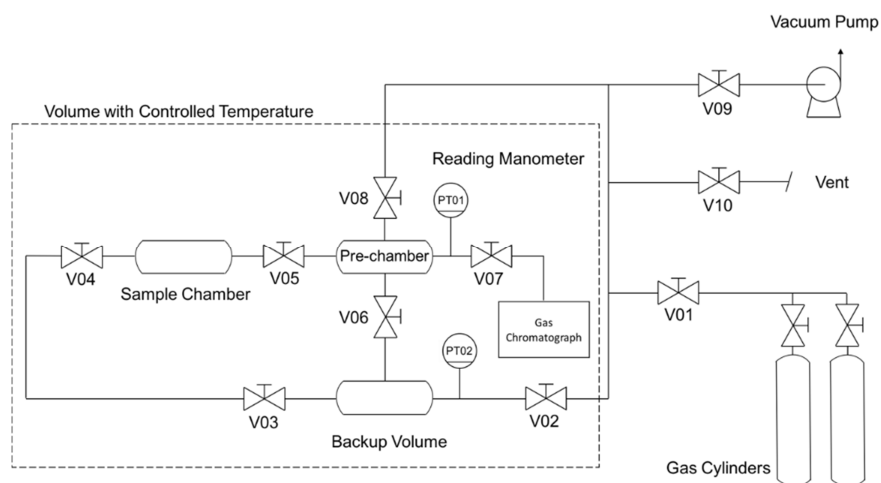 Vacuum Pump
V09
Volume with Controlled Temperature
Reading Manometer
V08
PT01
V10
Vent
Pre-chamber
V04
V05
V07
Sample Chamber
V01
V06
Gas
Chromatograph
PT02
V03
V02
Backup Volume
Gas Cylinders